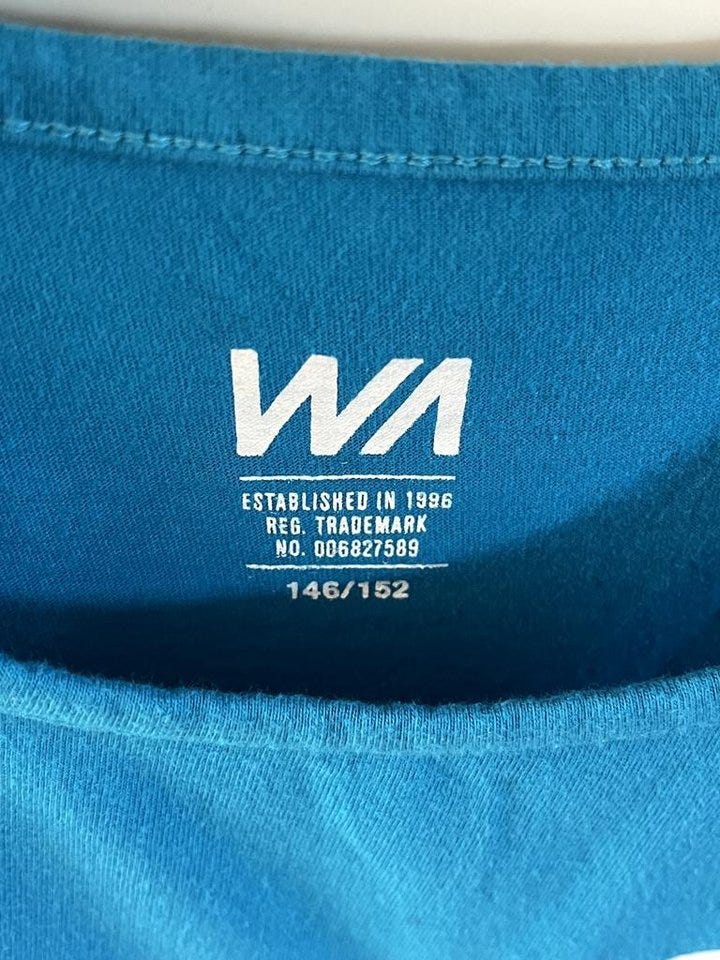 WA
ESTABLISHED IN 1996
REG. TRADEMARK
NO. 006827589
146/152